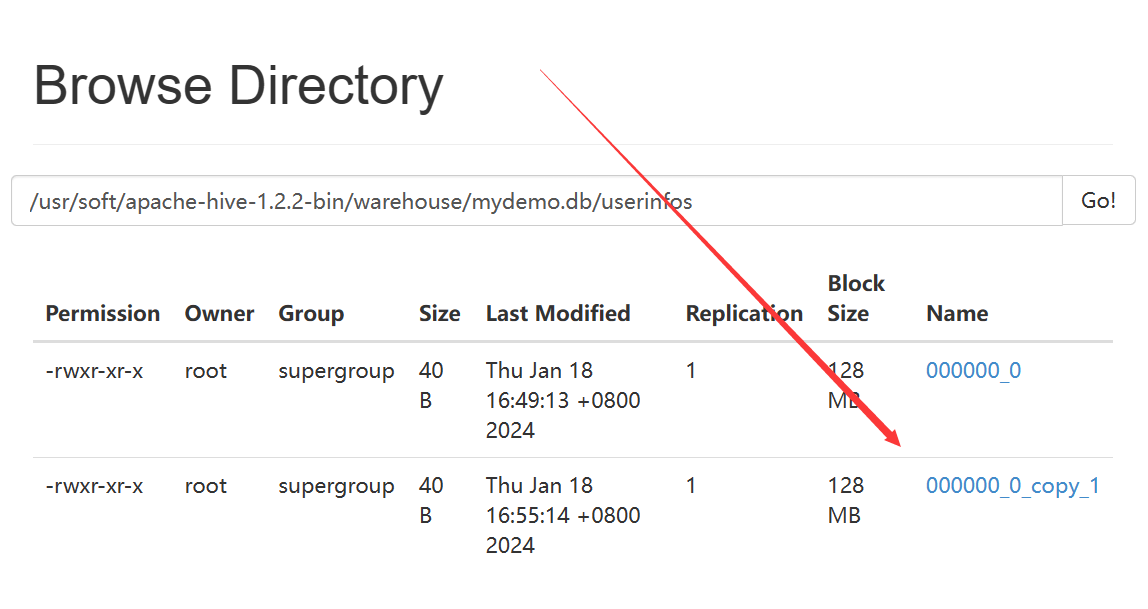 Browse Directory
/usr/soft/apache-hive-1.2.2-bin/warehouse/mydemo.db/userinfos Go!
Permission Owner Group Size Last Modified Replication Block Size Name
-rwxr-xr-x root supergroup 40 B Thu Jan 18 16:49:13 +0800 2024 1 128 MB 000000_0
-rwxr-xr-x root supergroup 40 B Thu Jan 18 16:55:14 +0800 2024 1 128 MB 000000_0_copy_1